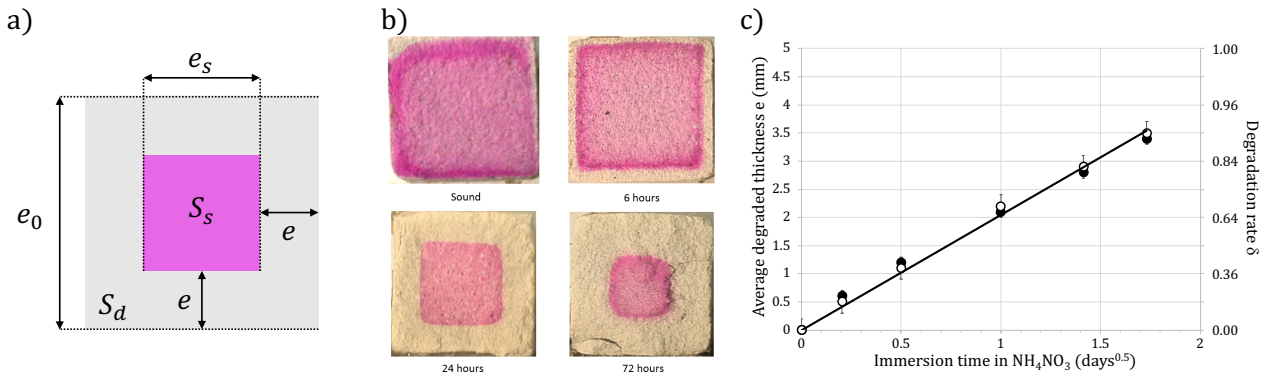 a)
e_s
e_0
S_s
e
e
S_d
b)
Sound
6 hours
24 hours
72 hours
c)
Average degraded thickness e (mm)
5
4.5
4
3.5
3
2.5
2
1.5
1
0.5
0
0
0.5
1
1.5
2
Immersion time in NH₄NO₃ (days⁰·⁵)
1.00
0.96
0.84
0.64
0.36
0.00
Degradation rate δ